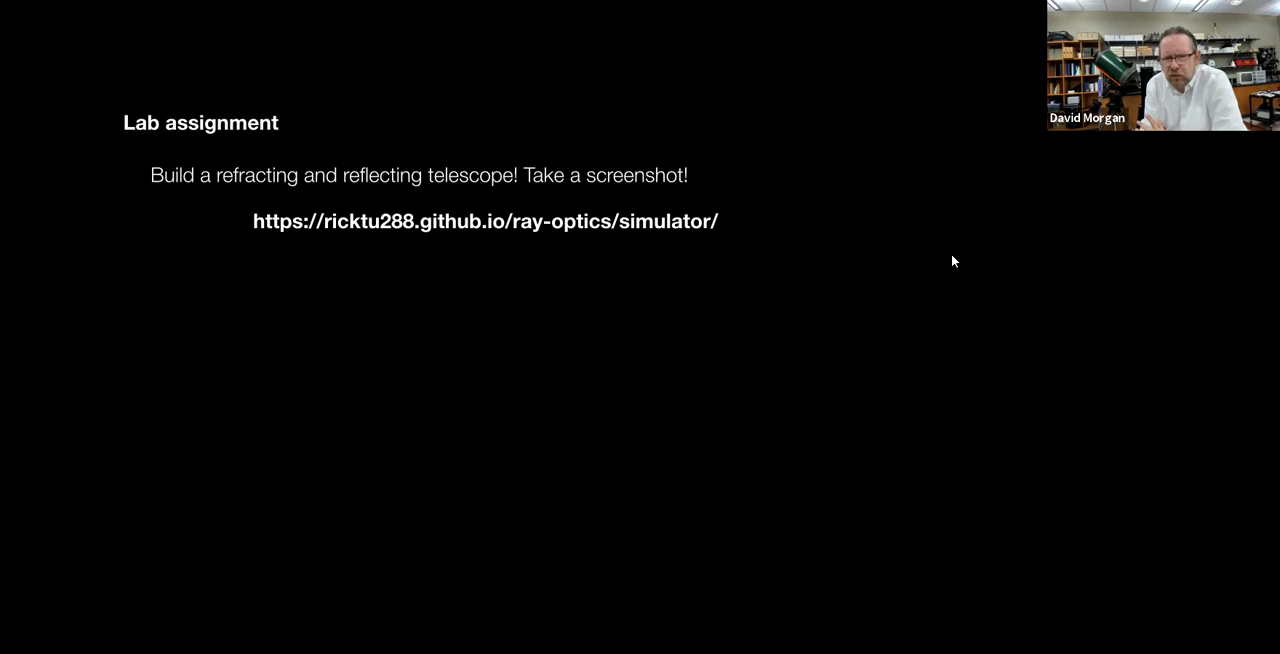 Lab assignment
Build a refracting and reflecting telescope! Take a screenshot!
https://ricktu288.github.io/ray-optics/simulator/
David Morgan